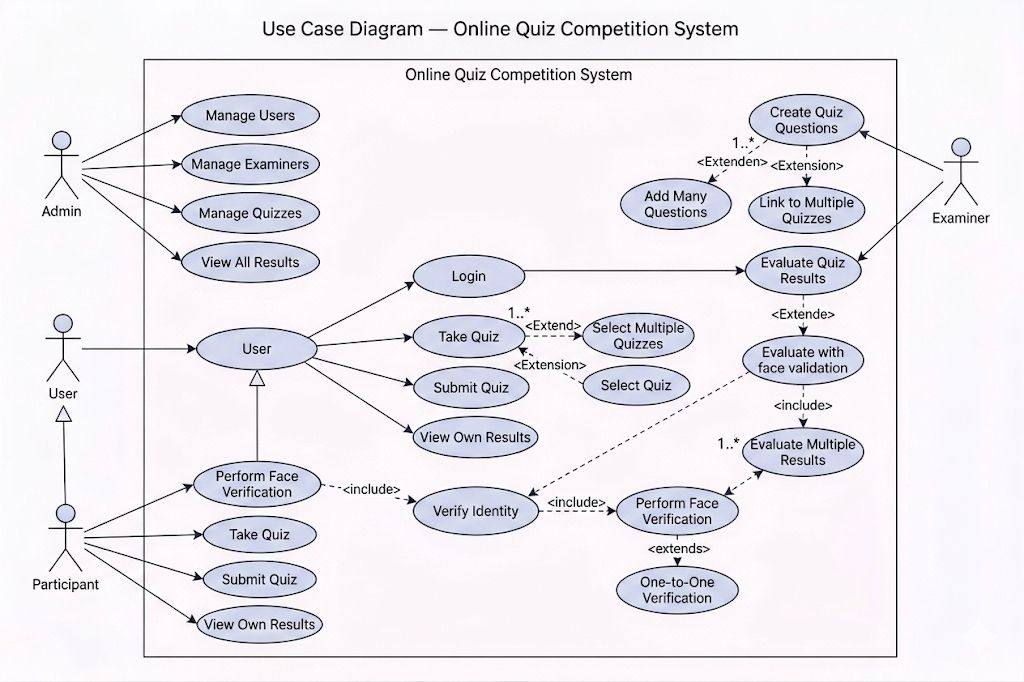 Use Case Diagram — Online Quiz Competition System
Online Quiz Competition System
Manage Users
Manage Examiners
Manage Quizzes
View All Results
Admin
Create Quiz
Questions
1..*
<Extenden>
<Extension>
Add Many
Questions
Link to Multiple
Quizzes
Examiner
Login
Evaluate Quiz
Results
User
User
Take Quiz
1..*
<Extend>
Select Multiple
Quizzes
<Extension>
Select Quiz
Submit Quiz
View Own Results
<Extende>
Evaluate with
face validation
<include>
1..*
Evaluate Multiple
Results
Perform Face
Verification
<include>
Verify Identity
<include>
Perform Face
Verification
<extends>
One-to-One
Verification
Participant
Take Quiz
Submit Quiz
View Own Results